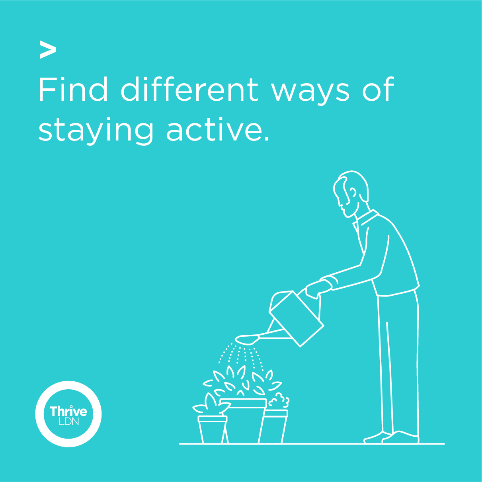 >
Find different ways of
staying active.
Thrive
LDN